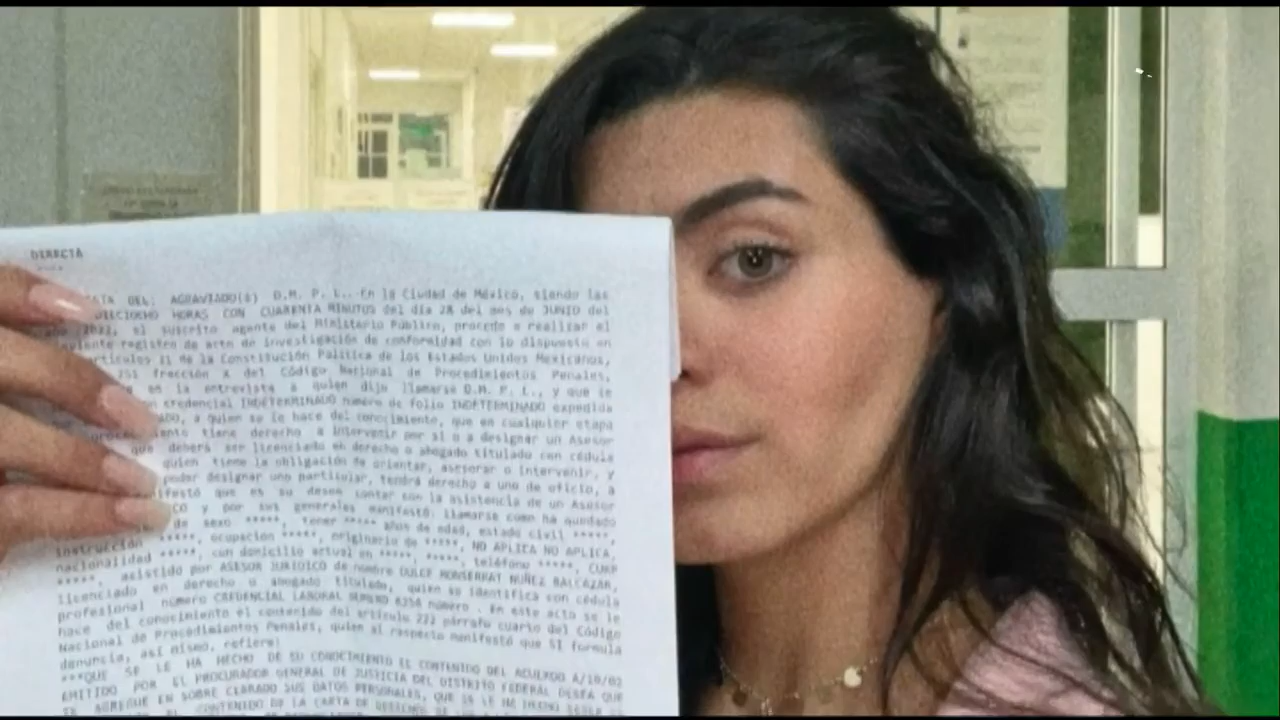 DIRECTA
DEL: AGRAVIADO(S) D.M. P. L.. En la Ciudad de México, siendo las
DIECIOCHO HORAS CON CUARENTA MINUTOS del día 28 del mes de JUNIO del
2022, el suscrito agente del Ministerio Público, procede a realizar el
registro de acto de investigación de conformidad con lo dispuesto en
artículos 21 de la Constitución Política de los Estados Unidos Mexicanos,
251 fracción X del Código Nacional de Procedimientos Penales,
en la entrevista a quien dijo llamarse D.M. P. L., y que se
credencial INDETERMINADO número de folio INDETERMINADO expedida
a quien se le hace del conocimiento, que en cualquier etapa
tiene derecho a intervenir por sí o a designar un Asesor
que deberá ser licenciado en derecho o abogado titulado con cédula
quien tiene la obligación de orientar, asesorar o intervenir, y
poder designar uno particular, tendrá derecho a uno de oficio, a
que es su deseo contar con la asistencia de un Asesor
y por sus generales manifestó: llamarse como ha quedado
de sexo *****, tener ***** años de edad, estado civil *****,
instrucción *****, ocupación *****, originario de *****, NO APLICA NO APLICA,
nacionalidad *****, con domicilio actual en *****, *****, teléfono *****, CURP
*****, asistido por ASESOR JURIDICO de nombre DULCE MONSERRAT NUÑEZ BALCAZAR,
licenciado en derecho o abogado titulado, quien se identifica con cédula
profesional número CREDENCIAL LABORAL NUMERO número . En este acto se le
hace del conocimiento el contenido del artículo 222 párrafo cuarto del Código
Nacional de Procedimientos Penales, quien al respecto manifestó que SI formula
denuncia, así mismo, refiere:
***QUE SE LE HA HECHO DE SU CONOCIMIENTO EL CONTENIDO DEL ACUERDO A/10/02
EMITIDO POR EL PROCURADOR GENERAL DE JUSTICIA DEL DISTRITO FEDERAL DESEA QUE
SE AGREGUE EN SOBRE CERRADO SUS DATOS PERSONALES, QUE SE LE HA HECHO
EL CONTENIDO DE LA CARTA DE